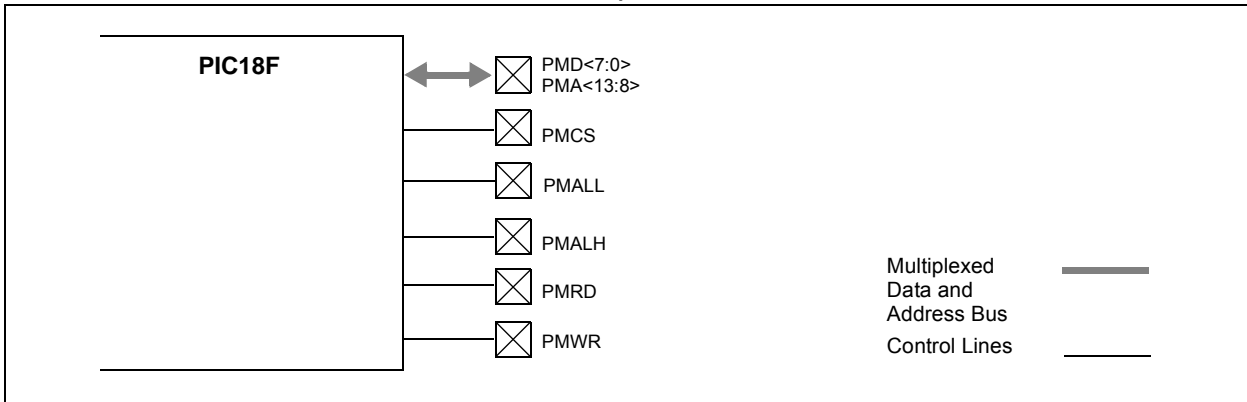 PIC18F
PMD<7:0>
PMA<13:8>
PMCS
PMALL
PMALH
PMRD
PMWR
Multiplexed
Data and
Address Bus
Control Lines